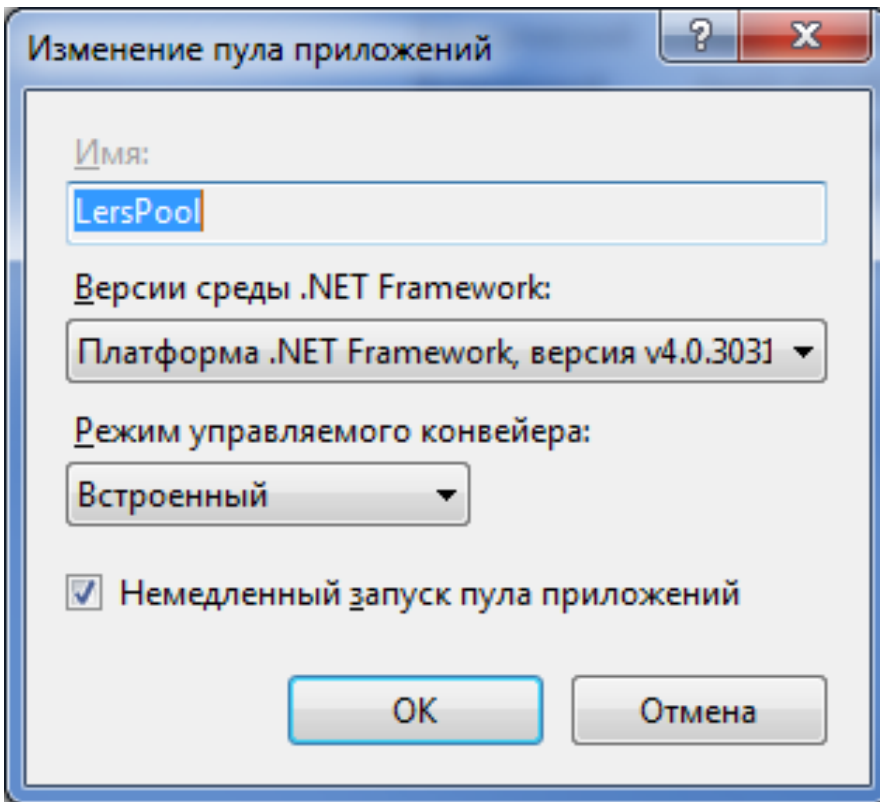 Изменение пула приложений
?
Имя:
LersPool
Версии среды .NET Framework:
Платформа .NET Framework, версия v4.0.3031
Режим управляемого конвейера:
Встроенный
Немедленный запуск пула приложений
OK
Отмена